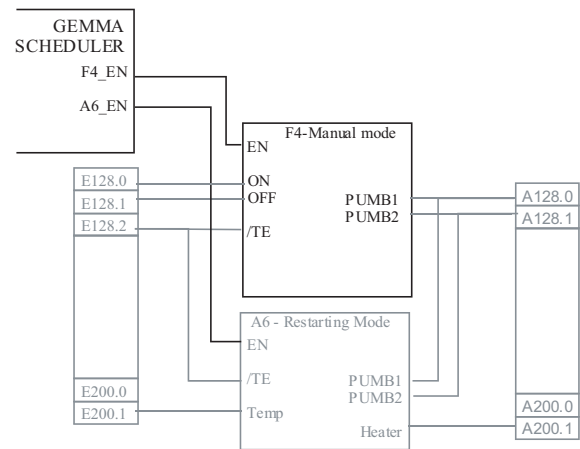 GEMMA
SCHEDULER
F4_EN
A6_EN
F4-Manual mode
EN
ON
OFF
/TE
PUMB1
PUMB2
E128.0
E128.1
E128.2
E200.0
E200.1
A128.0
A128.1
A200.0
A200.1
A6 - Restarting Mode
EN
/TE
Temp
PUMB1
PUMB2
Heater